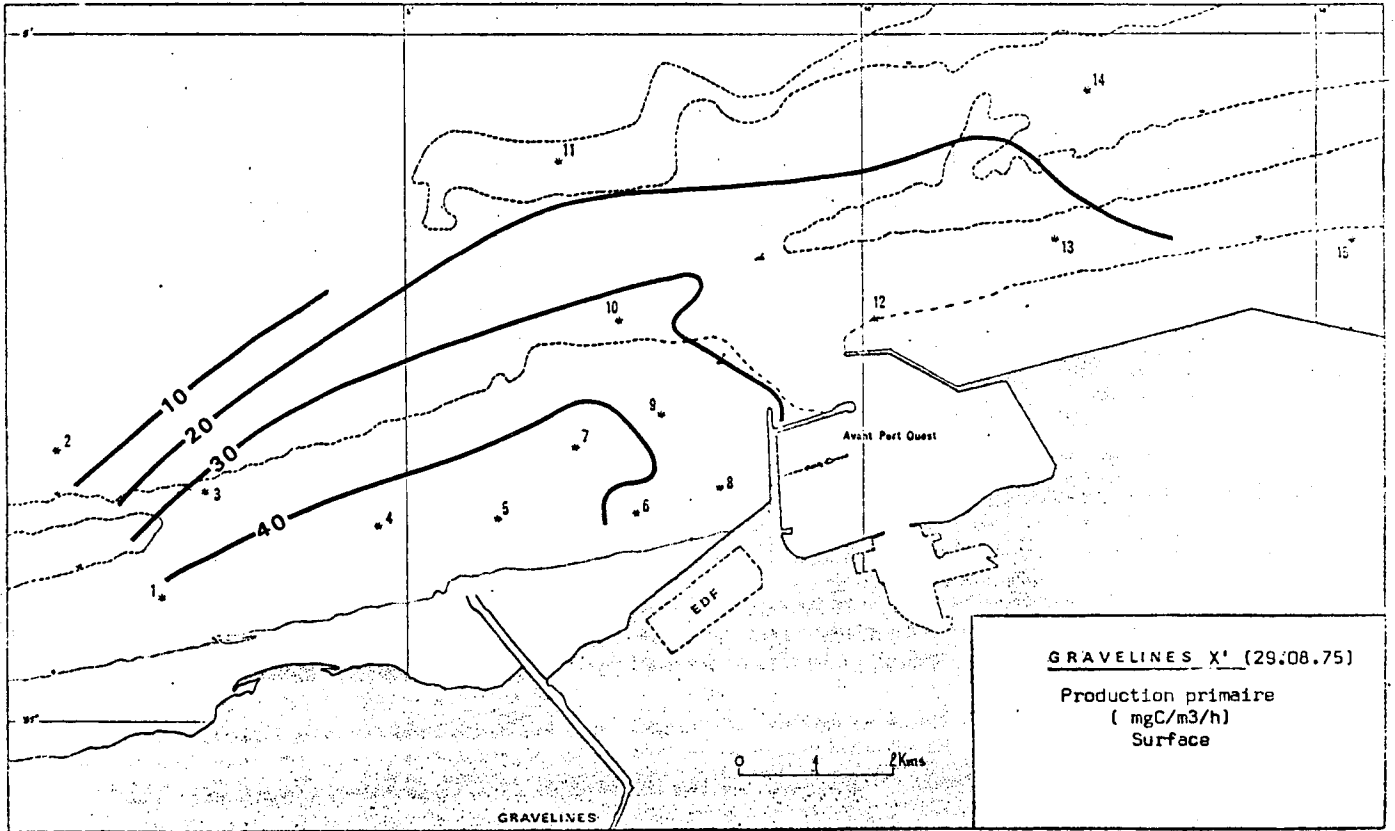 14
11
13
15
12
10
10
20
30
40
9
2
7
Avant Port Ouest
3
8
4
5
6
1
EDF
GRAVELINES X' (29.08.75)
Production primaire
( mgC/m3/h)
Surface
0 1 2Kms
GRAVELINES